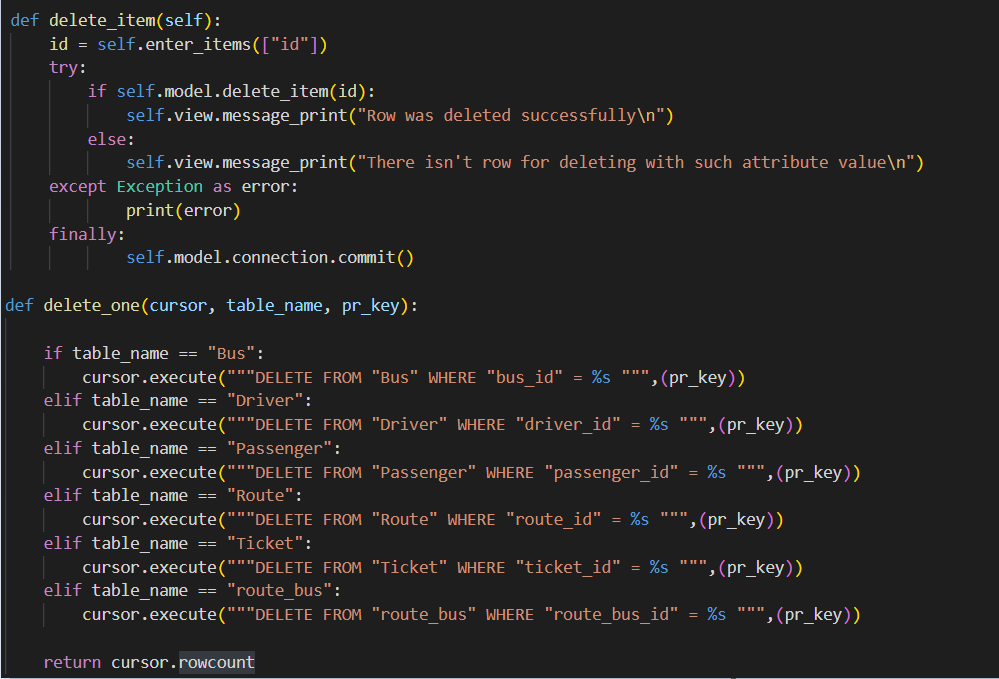 def delete_item(self):
    id = self.enter_items(["id"])
    try:
        if self.model.delete_item(id):
            self.view.message_print("Row was deleted successfully\n")
        else:
            self.view.message_print("There isn't row for deleting with such attribute value\n")
    except Exception as error:
            print(error)
    finally:
            self.model.connection.commit()
def delete_one(cursor, table_name, pr_key):
    if table_name == "Bus":
        cursor.execute("""DELETE FROM "Bus" WHERE "bus_id" = %s """,(pr_key))
    elif table_name == "Driver":
        cursor.execute("""DELETE FROM "Driver" WHERE "driver_id" = %s """,(pr_key))
    elif table_name == "Passenger":
        cursor.execute("""DELETE FROM "Passenger" WHERE "passenger_id" = %s """,(pr_key))
    elif table_name == "Route":
        cursor.execute("""DELETE FROM "Route" WHERE "route_id" = %s """,(pr_key))
    elif table_name == "Ticket":
        cursor.execute("""DELETE FROM "Ticket" WHERE "ticket_id" = %s """,(pr_key))
    elif table_name == "route_bus":
        cursor.execute("""DELETE FROM "route_bus" WHERE "route_bus_id" = %s """,(pr_key))
    return cursor.rowcount